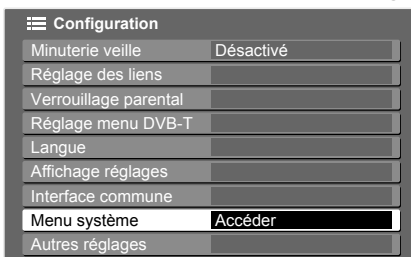 Configuration
Minuterie veille Désactivé
Réglage des liens
Verrouillage parental
Réglage menu DVB-T
Langue
Affichage réglages
Interface commune
Menu système Accéder
Autres réglages